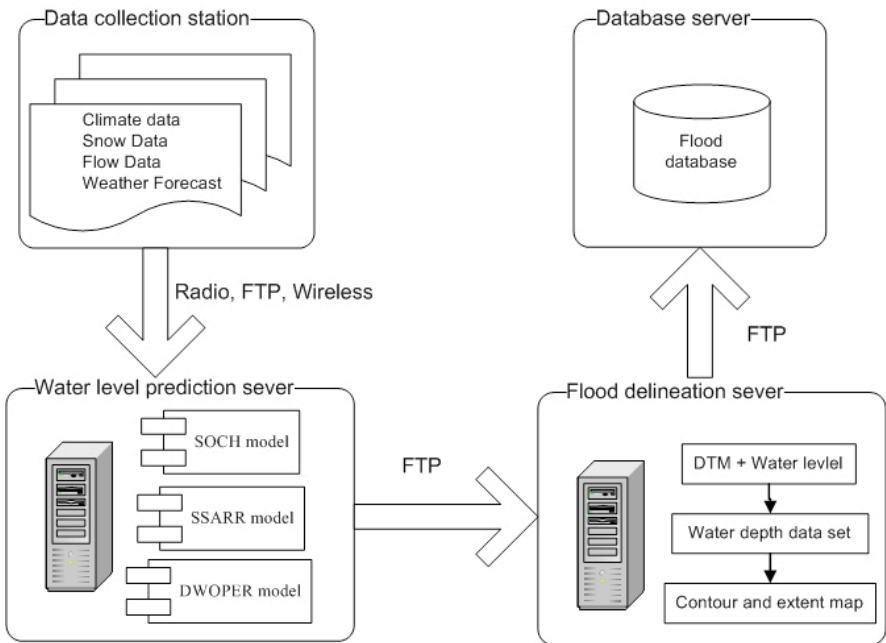 Data collection station
Climate data
Snow Data
Flow Data
Weather Forecast
Radio, FTP, Wireless
Water level prediction sever
SOCH model
SSARR model
DWOPER model
FTP
Flood delineation sever
DTM + Water levlel
Water depth data set
Contour and extent map
FTP
Database server
Flood
database